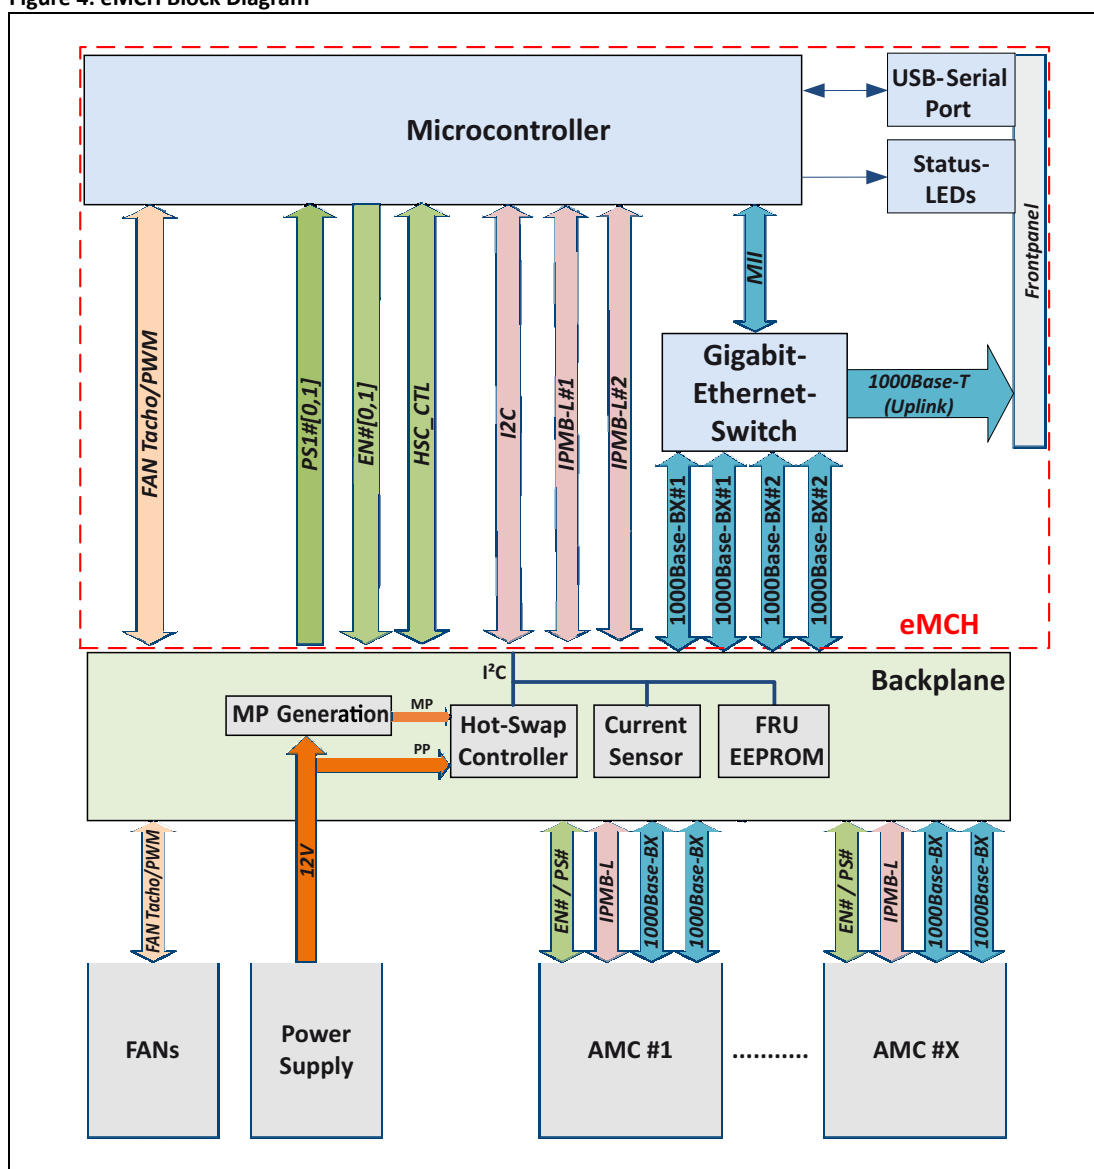 Figure 4: eMCH Block Diagram
Microcontroller
USB-Serial
Port
Status-
LEDs
Frontpanel
FAN Tacho/PWM
PS1#[0,1]
EN#[0,1]
HSC_CTL
I2C
IPMB-L#1
IPMB-L#2
MII
Gigabit-
Ethernet-
Switch
1000Base-T
(Uplink)
1000Base-BX#1
1000Base-BX#1
1000Base-BX#2
1000Base-BX#2
eMCH
Backplane
I²C
MP Generation
MP
PP
Hot-Swap
Controller
Current
Sensor
FRU
EEPROM
FAN Tacho/PWM
12V
EN# / PS#
IPMB-L
1000Base-BX
1000Base-BX
EN# / PS#
IPMB-L
1000Base-BX
1000Base-BX
FANs
Power
Supply
AMC #1
...........
AMC #X